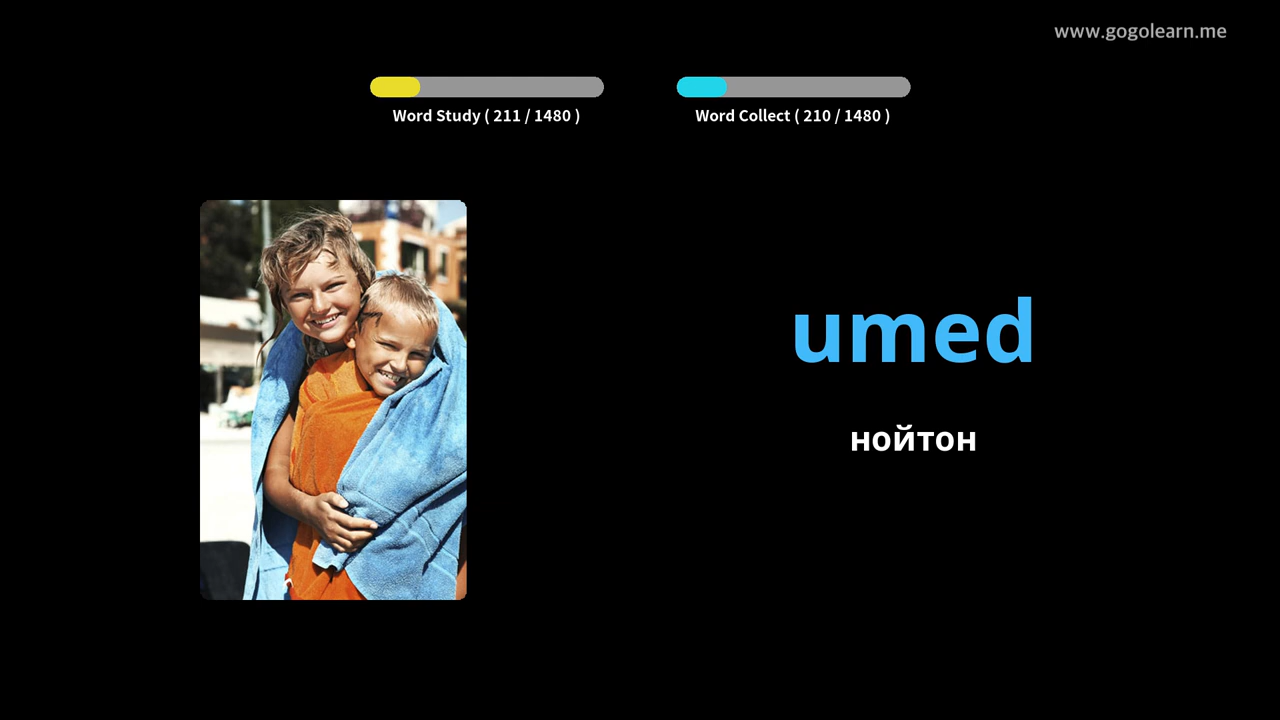 www.gogolearn.me
Word Study ( 211 / 1480 )
Word Collect ( 210 / 1480 )
umed
нойтон